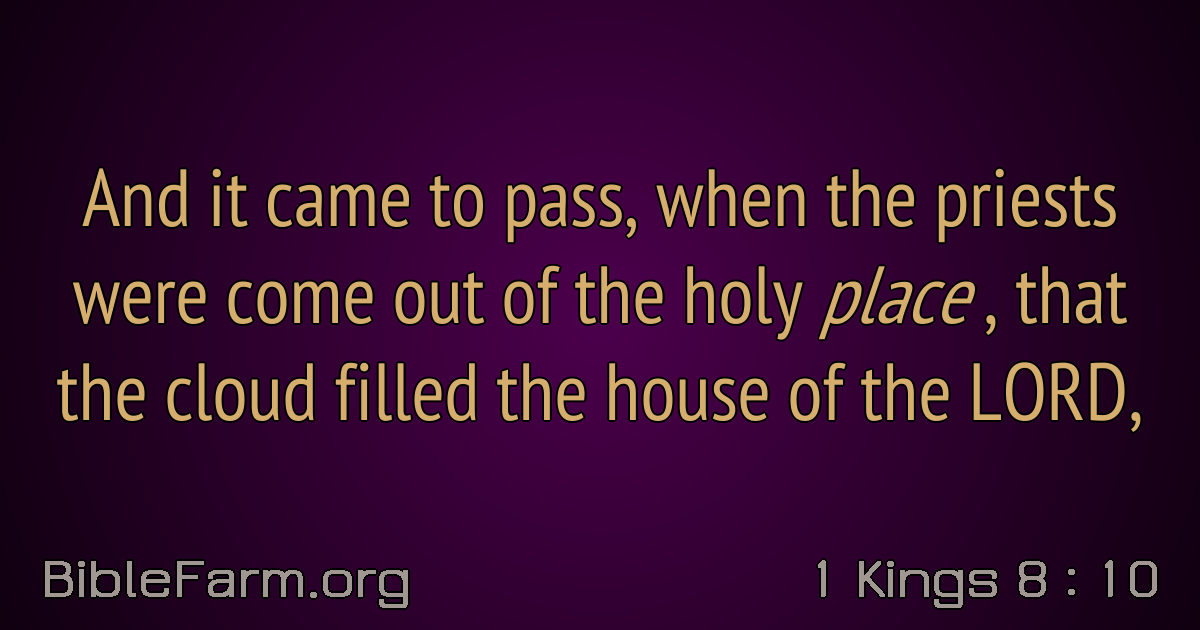 And it came to pass, when the priests
were come out of the holy place , that
the cloud filled the house of the LORD,
BibleFarm.org
1 Kings 8 : 10